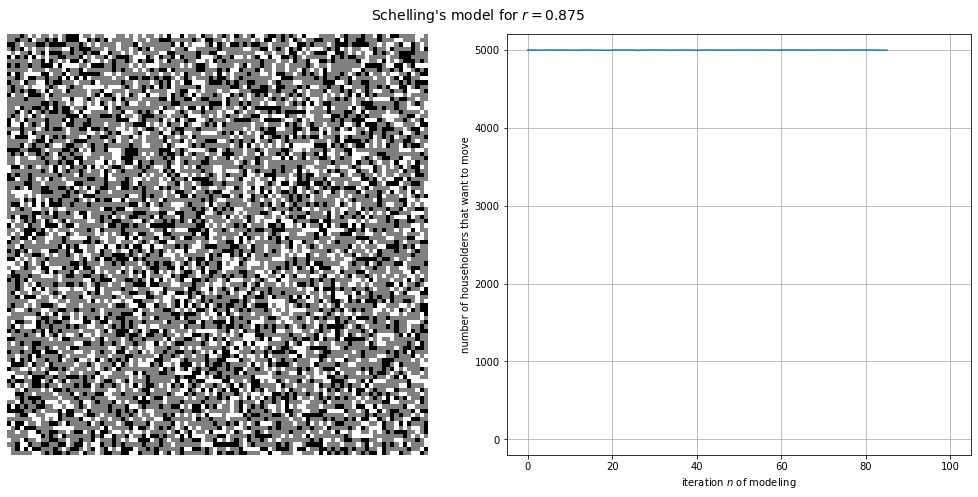 Schelling's model for r = 0.875
number of householders that want to move
5000
4000
3000
2000
1000
0
0 20 40 60 80 100
iteration n of modeling